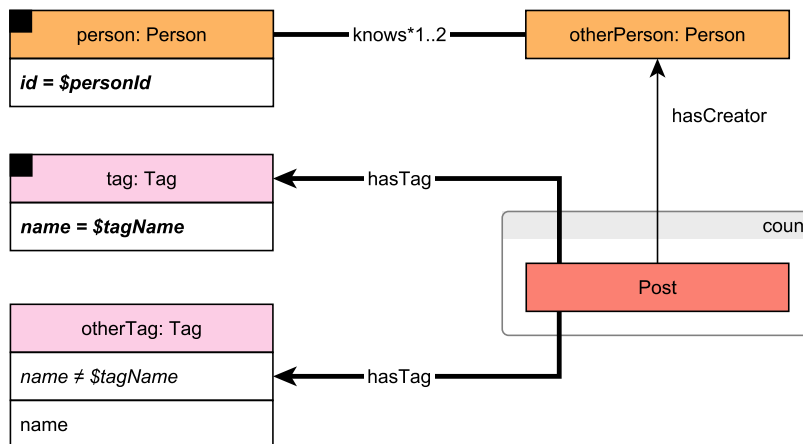 person: Person
knows*1..2
otherPerson: Person
id = $personId
hasCreator
tag: Tag
hasTag
name = $tagName
coun
Post
otherTag: Tag
name ≠ $tagName
hasTag
name